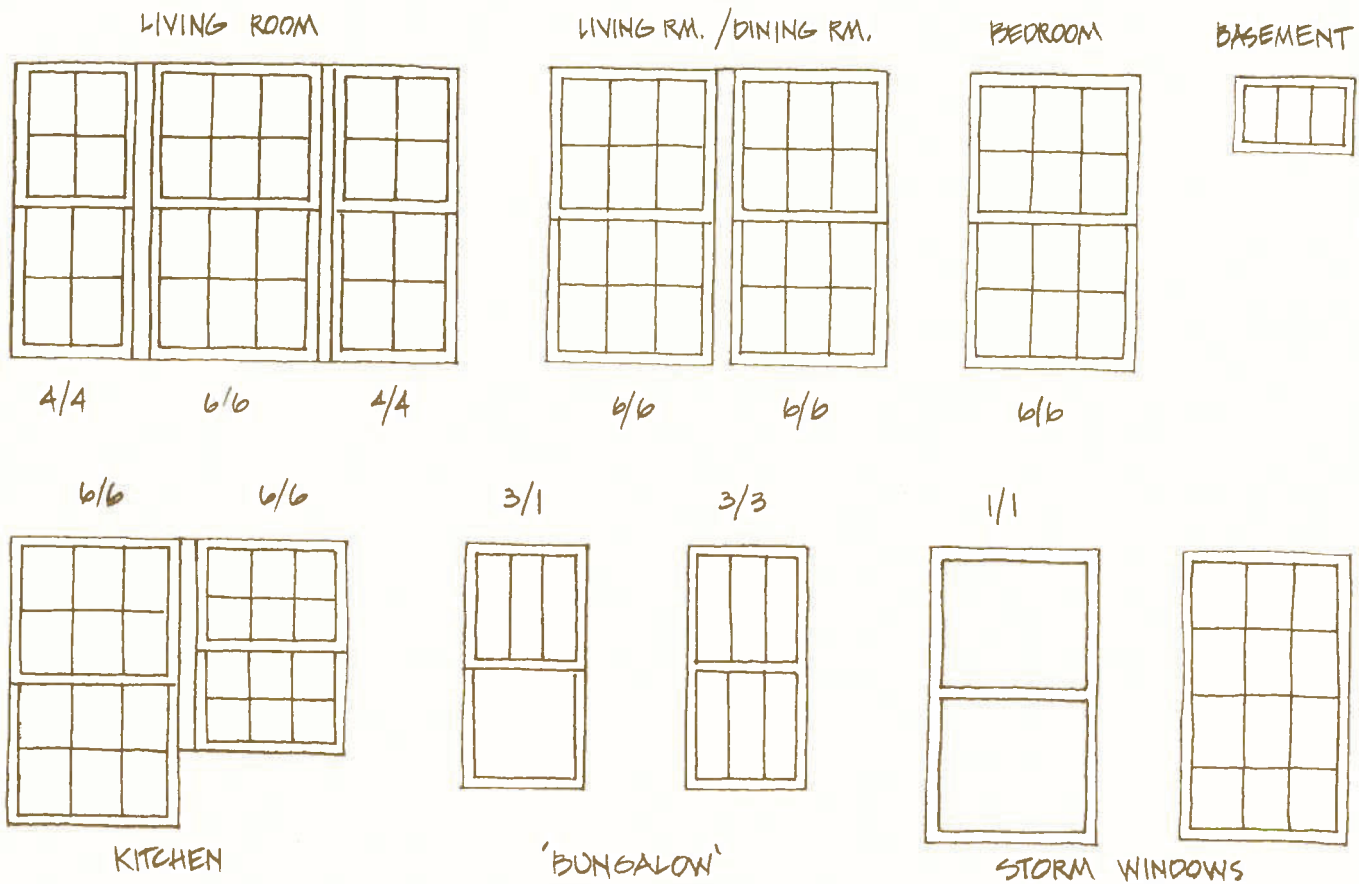 LIVING ROOM
LIVING RM. / DINING RM.
BEDROOM
BASEMENT
4/4 6/6 4/4
6/6 6/6
6/6
6/6 6/6
3/1 3/3
1/1
KITCHEN
'BUNGALOW'
STORM WINDOWS